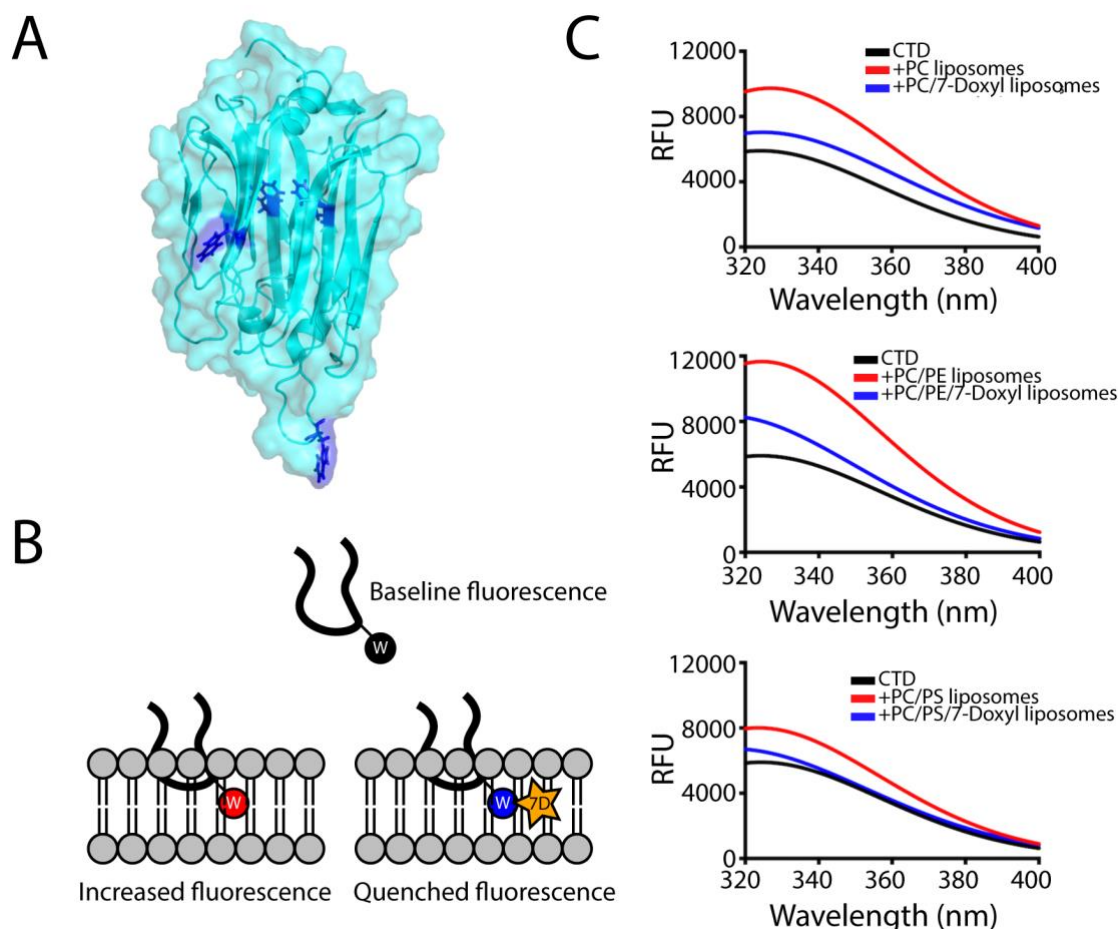 A
B
Baseline fluorescence
W
W
W
7D
Increased fluorescence
Quenched fluorescence
C
12000
8000
4000
0
RFU
CTD
+PC liposomes
+PC/7-Doxyl liposomes
320 340 360 380 400
Wavelength (nm)
12000
8000
4000
0
RFU
CTD
+PC/PE liposomes
+PC/PE/7-Doxyl liposomes
320 340 360 380 400
Wavelength (nm)
12000
8000
4000
0
RFU
CTD
+PC/PS liposomes
+PC/PS/7-Doxyl liposomes
320 340 360 380 400
Wavelength (nm)